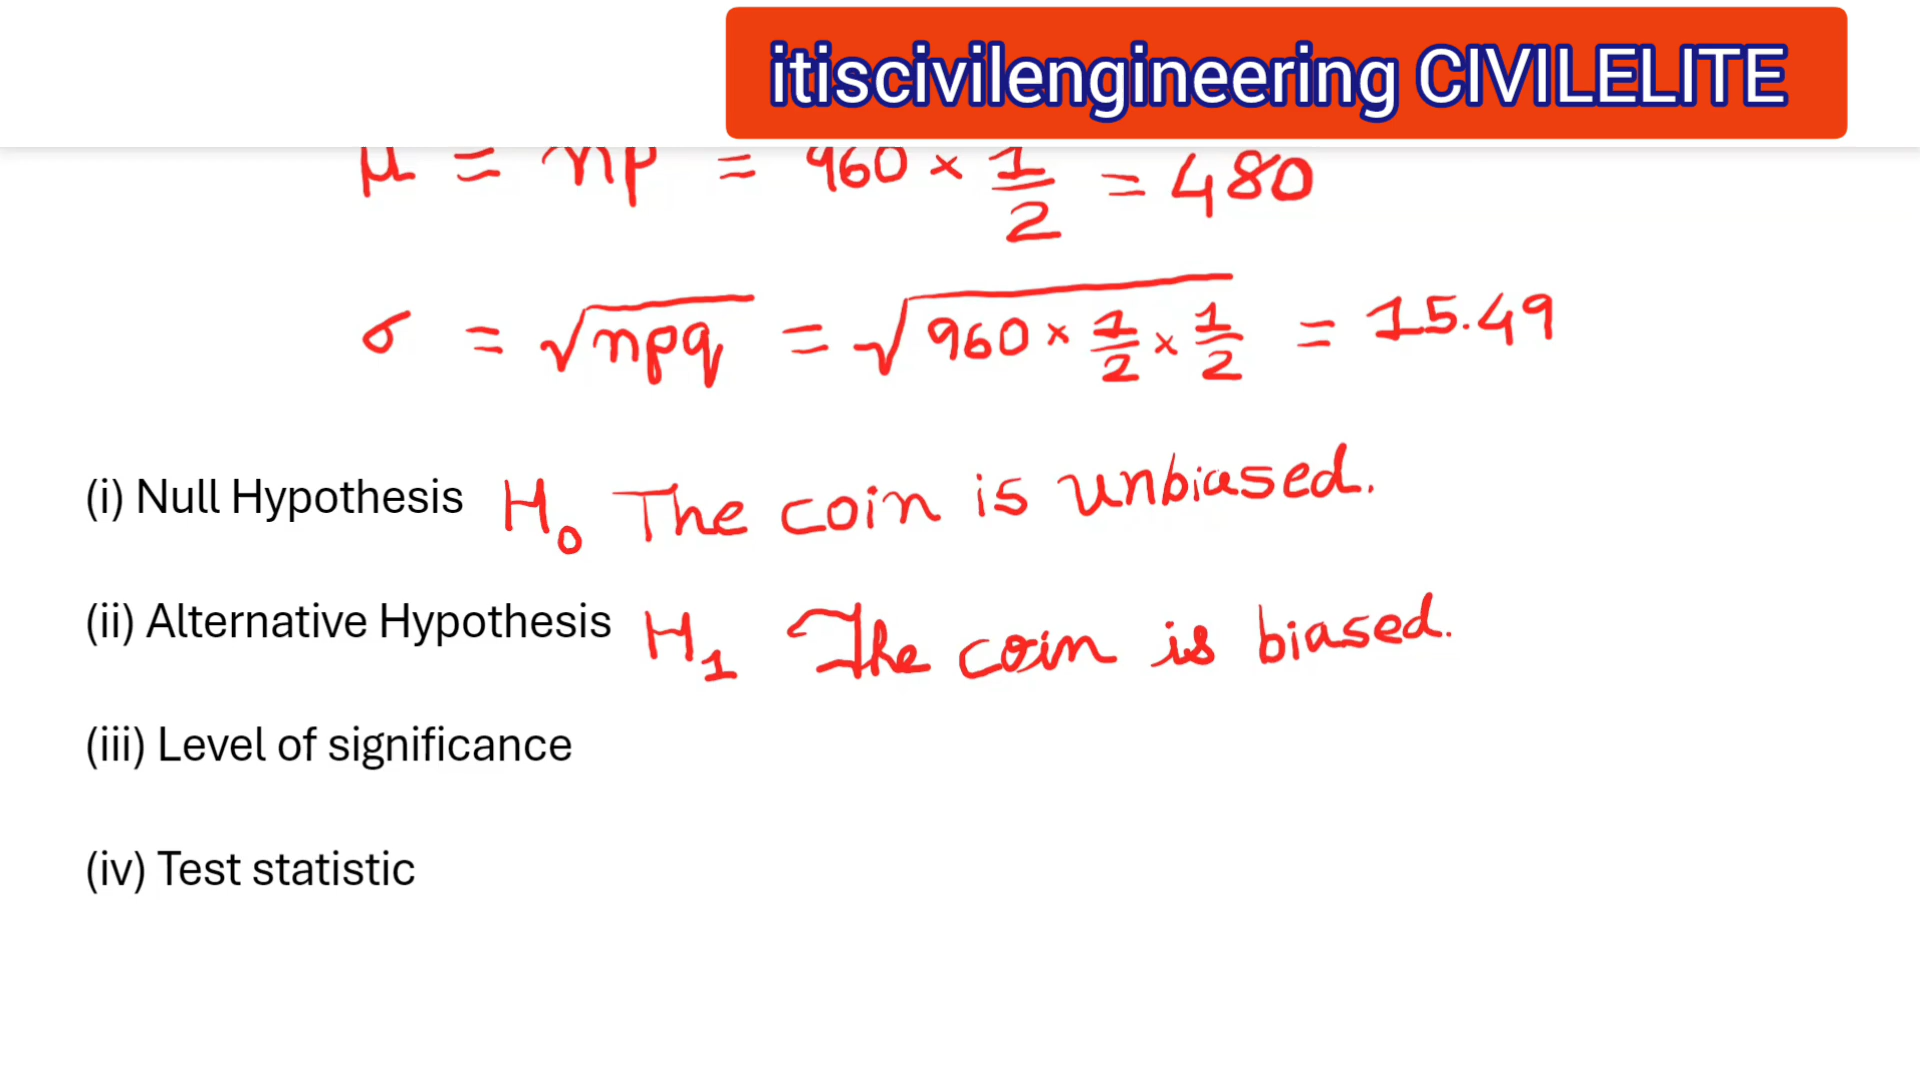 itiscivilengineering CIVILELITE
μ = np = 960 × 1/2 = 480
σ = √npq = √960 × 1/2 × 1/2 = 15.49
(i) Null Hypothesis H₀ The coin is unbiased.
(ii) Alternative Hypothesis H₁ The coin is biased.
(iii) Level of significance
(iv) Test statistic